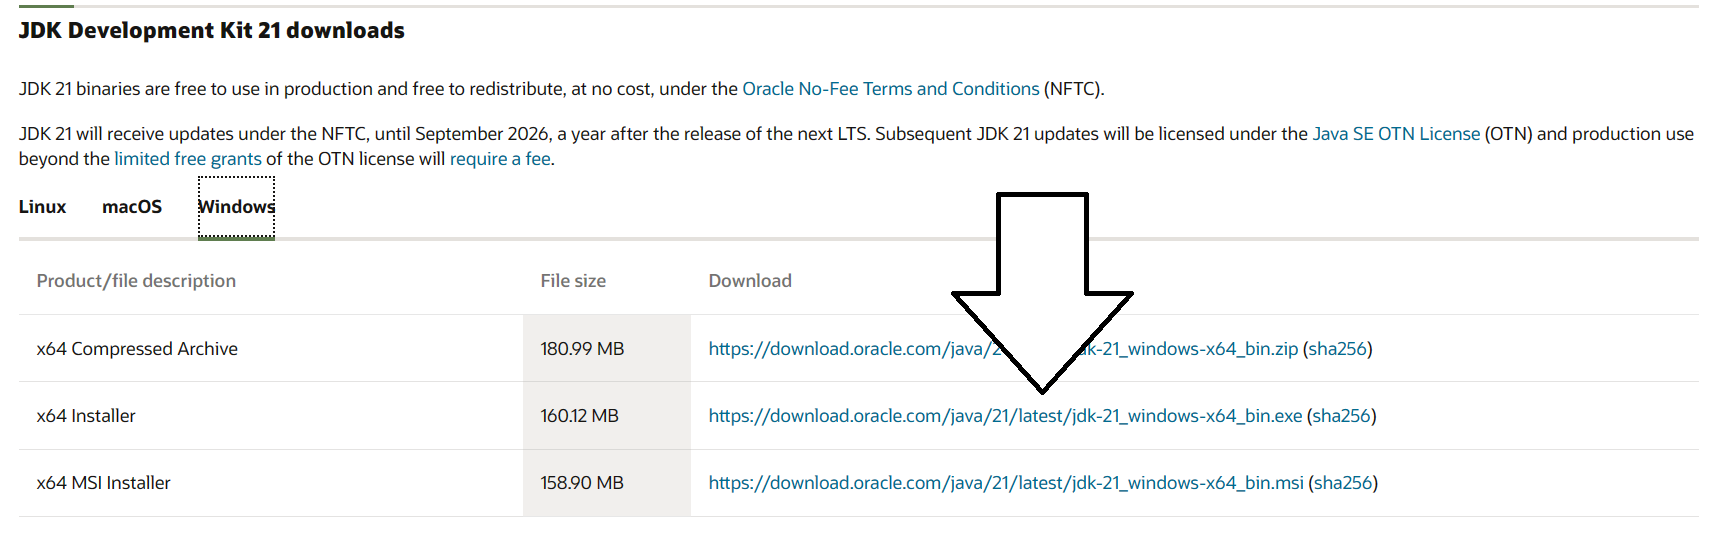 JDK Development Kit 21 downloads
JDK 21 binaries are free to use in production and free to redistribute, at no cost, under the Oracle No-Fee Terms and Conditions (NFTC).
JDK 21 will receive updates under the NFTC, until September 2026, a year after the release of the next LTS. Subsequent JDK 21 updates will be licensed under the Java SE OTN License (OTN) and production use
beyond the limited free grants of the OTN license will require a fee.
Linux macOS Windows
Product/file description File size Download
x64 Compressed Archive 180.99 MB https://download.oracle.com/java/2 dk-21_windows-x64_bin.zip (sha256)
x64 Installer 160.12 MB https://download.oracle.com/java/21/latest/jdk-21_windows-x64_bin.exe (sha256)
x64 MSI Installer 158.90 MB https://download.oracle.com/java/21/latest/jdk-21_windows-x64_bin.msi (sha256)